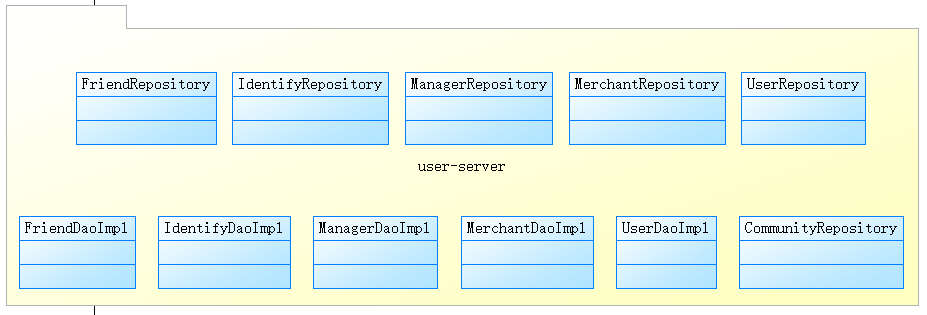 FriendRepository IdentifyRepository ManagerRepository MerchantRepository UserRepository
user-server
FriendDaoImpl IdentifyDaoImpl ManagerDaoImpl MerchantDaoImpl UserDaoImpl CommunityRepository